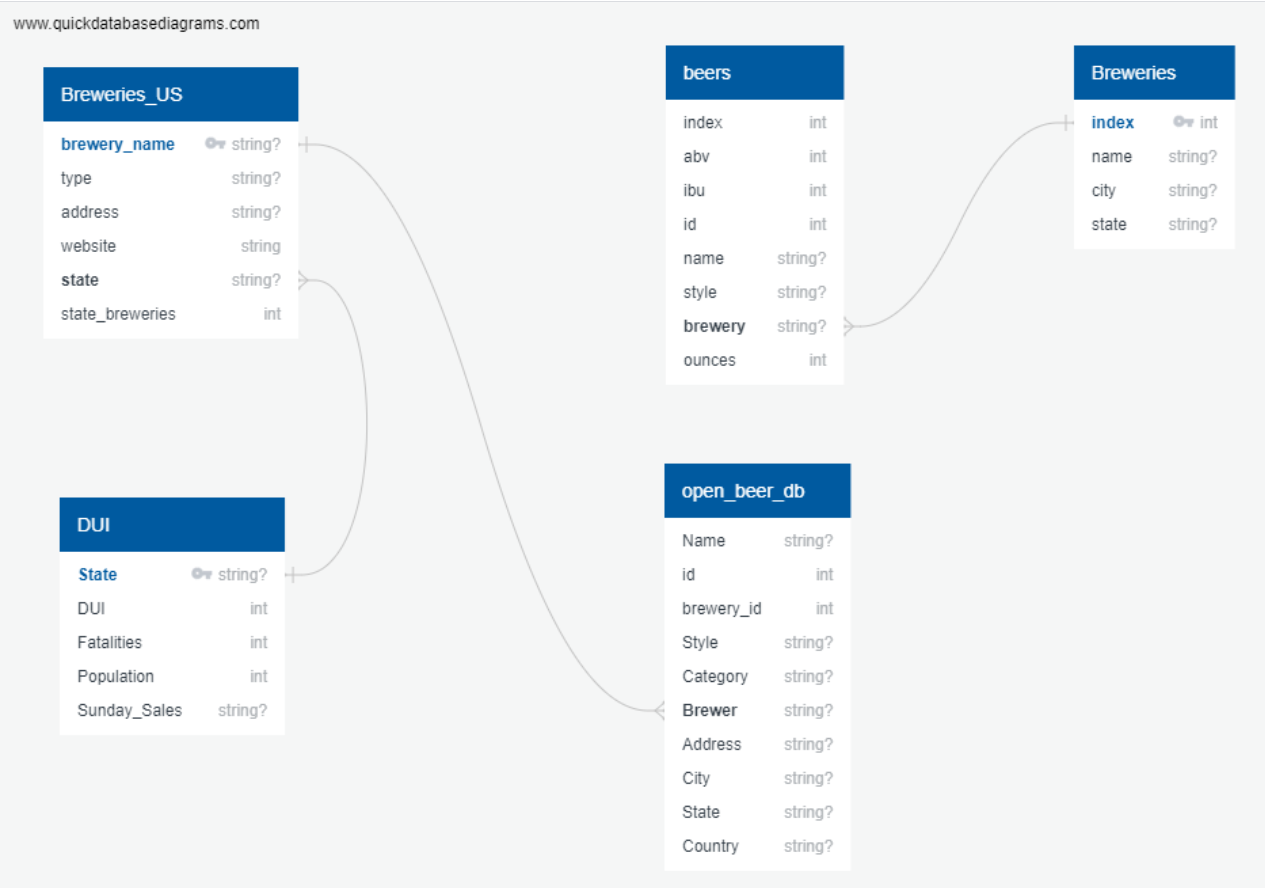 www.quickdatabasediagrams.com
Breweries_US
brewery_name string?
type string?
address string?
website string
state string?
state_breweries int
DUI
State string?
DUI int
Fatalities int
Population int
Sunday_Sales string?
beers
index int
abv int
ibu int
id int
name string?
style string?
brewery string?
ounces int
open_beer_db
Name string?
id int
brewery_id int
Style string?
Category string?
Brewer string?
Address string?
City string?
State string?
Country string?
Breweries
index int
name string?
city string?
state string?